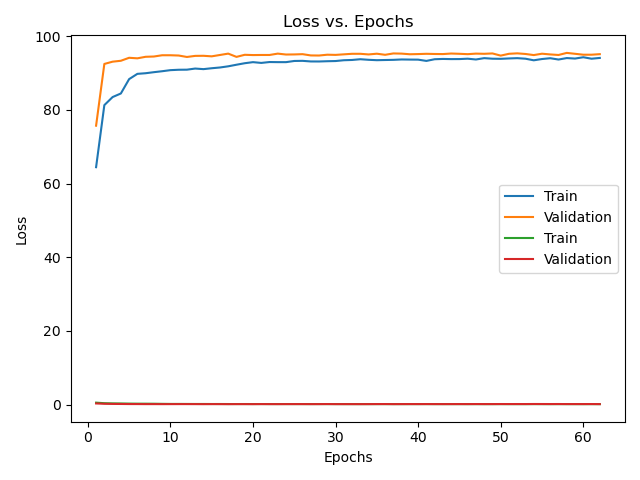 Loss vs. Epochs
100
80
60
40
20
0
Loss
Train
Validation
Train
Validation
0 10 20 30 40 50 60
Epochs